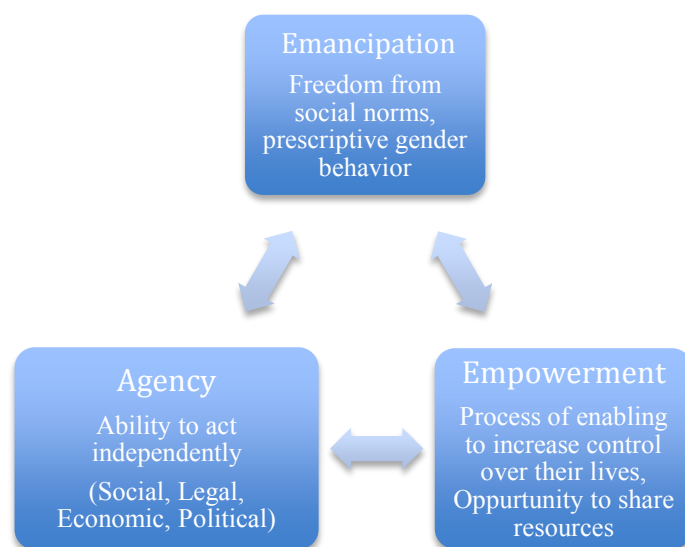 Emancipation
Freedom from
social norms,
prescriptive gender
behavior
Agency
Ability to act
independently
(Social, Legal,
Economic, Political)
Empowerment
Process of enabling
to increase control
over their lives,
Oppurtunity to share
resources